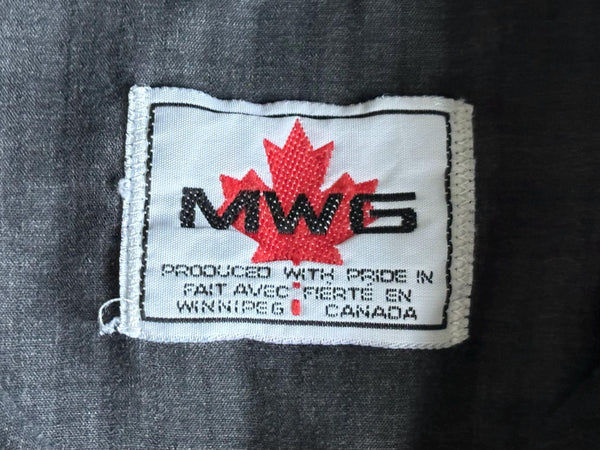 MWG
PRODUCED WITH PRIDE IN
FAIT AVEC FIERTÉ EN
WINNIPEG CANADA